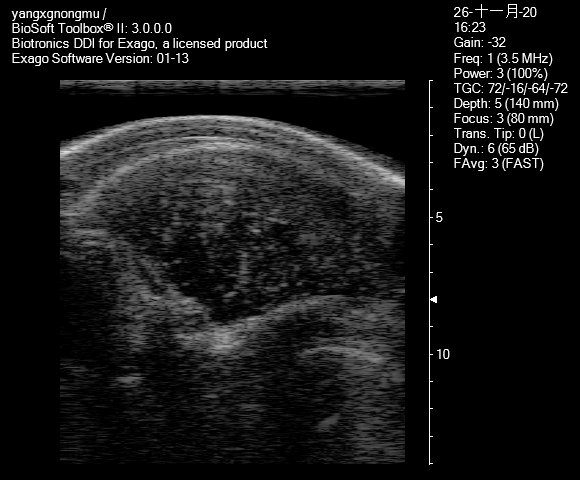 yangxgnongmu /
BioSoft Toolbox® II: 3.0.0.0
Biotronics DDI for Exago, a licensed product
Exago Software Version: 01-13
26-十一月-20
16:23
Gain: -32
Freq: 1 (3.5 MHz)
Power: 3 (100%)
TGC: 72/-16/-64/-72
Depth: 5 (140 mm)
Focus: 3 (80 mm)
Trans. Tip: 0 (L)
Dyn.: 6 (65 dB)
FAvg: 3 (FAST)
5
10